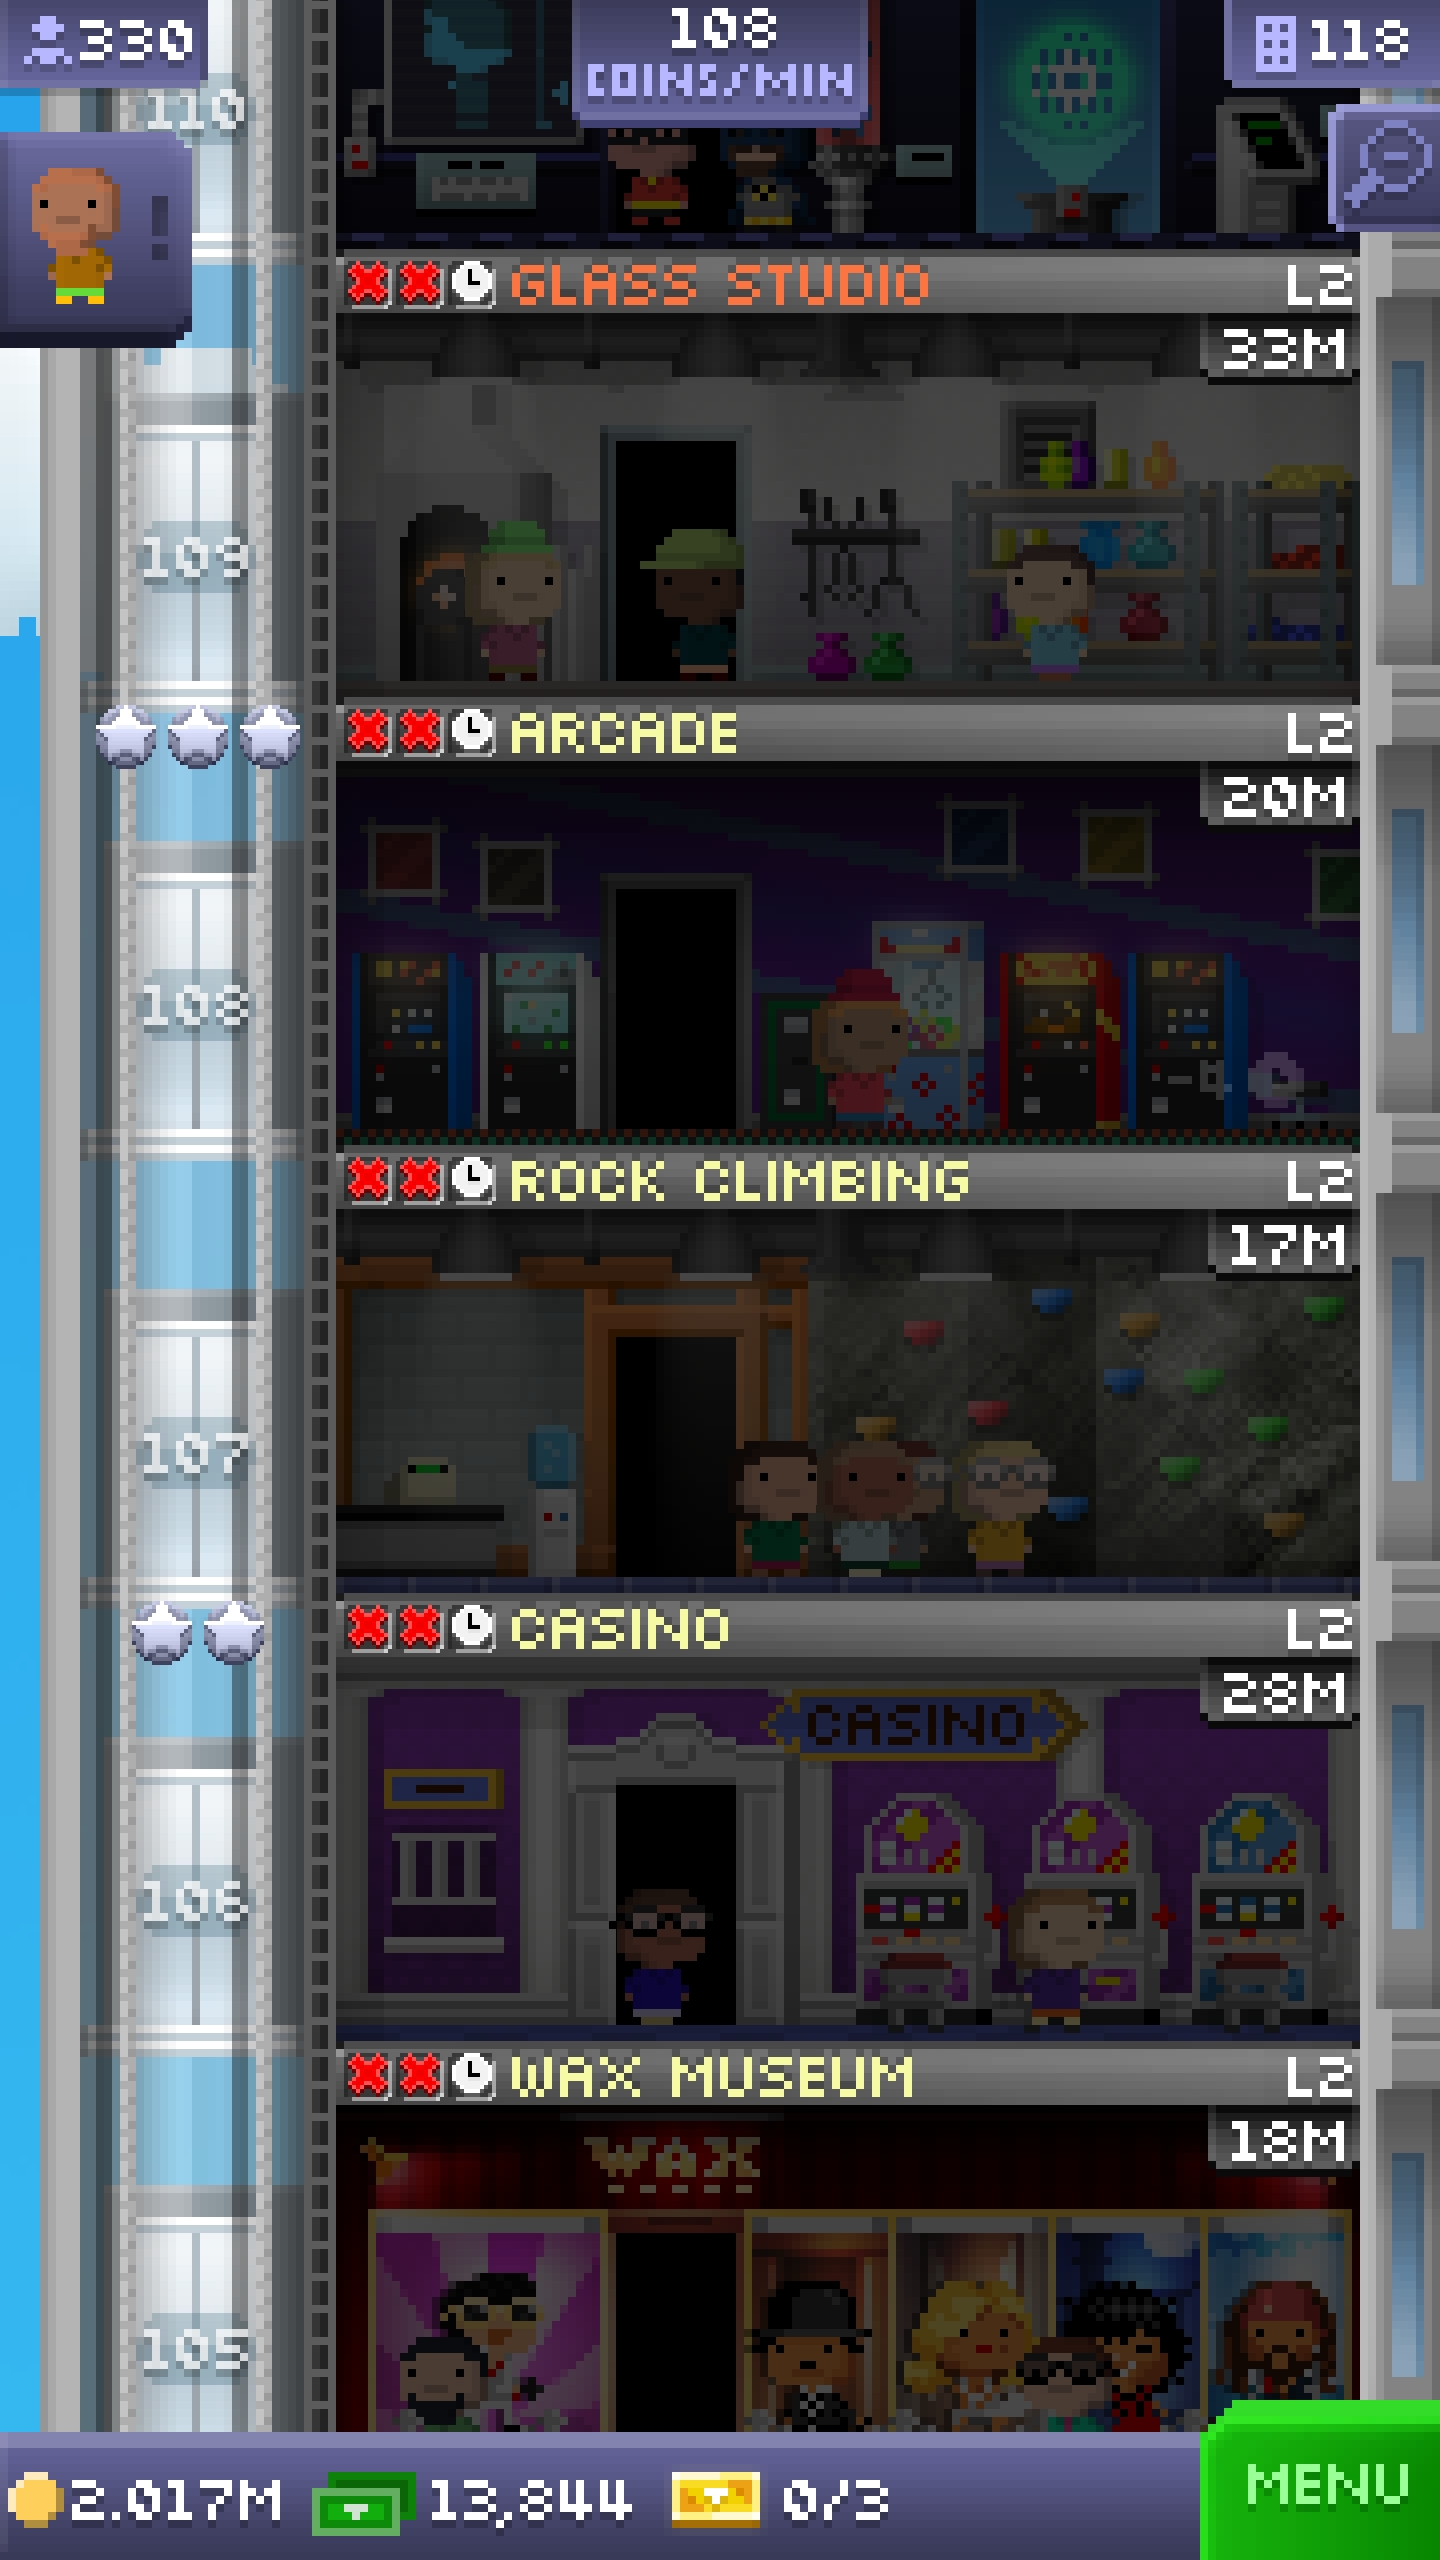 330
108
COINS/MIN
118
110
GLASS STUDIO L2
33M
109
ARCADE L2
20M
108
ROCK CLIMBING L2
17M
107
CASINO L2
28M
CASINO
106
WAX MUSEUM L2
18M
WAX
105
2.017M 13,844 0/3 MENU